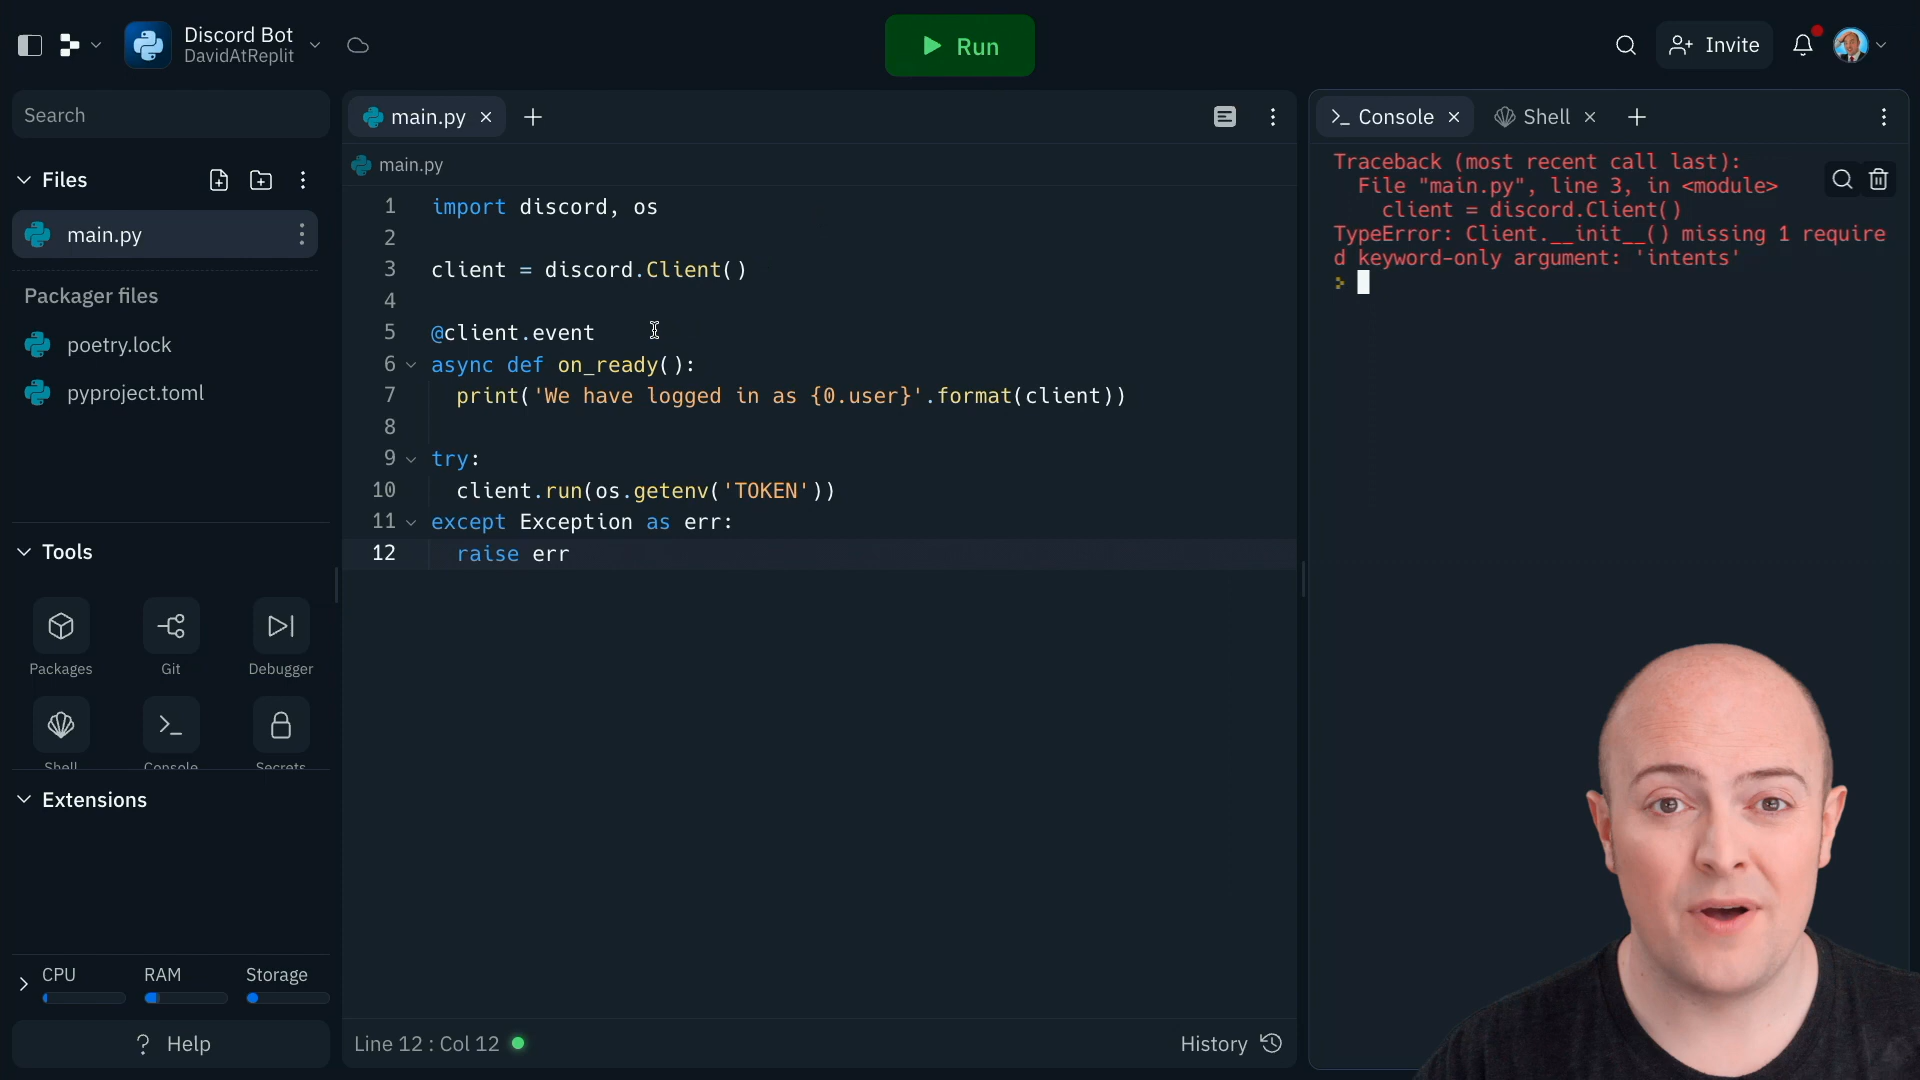 Discord Bot
DavidAtReplit
Run
Invite
Search
Files
main.py
Packager files
poetry.lock
pyproject.toml
Tools
Packages
Git
Debugger
Shell
Console
Secrets
Extensions
CPU
RAM
Storage
? Help
main.py
main.py
1 import discord, os
2
3 client = discord.Client()
4
5 @client.event
6 async def on_ready():
7 print('We have logged in as {0.user}'.format(client))
8
9 try:
10 client.run(os.getenv('TOKEN'))
11 except Exception as err:
12 raise err
Line 12 : Col 12
History
Console
Shell
Traceback (most recent call last):
File "main.py", line 3, in <module>
client = discord.Client()
TypeError: Client.__init__() missing 1 require
d keyword-only argument: 'intents'
>